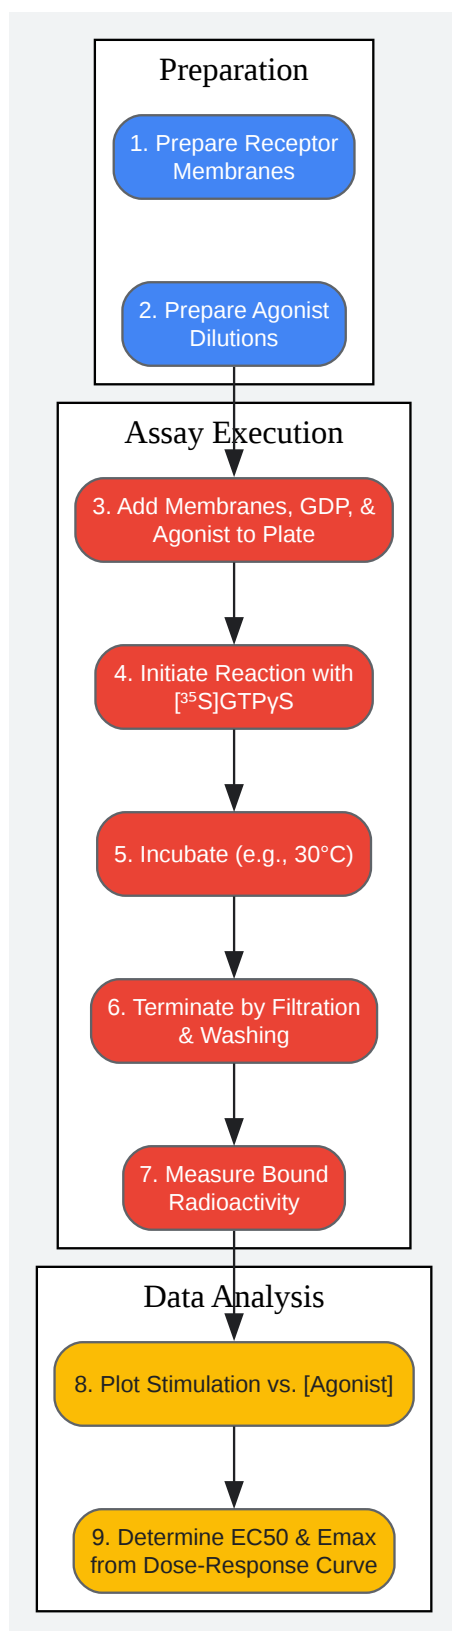 Preparation
1. Prepare Receptor
Membranes
2. Prepare Agonist
Dilutions
Assay Execution
3. Add Membranes, GDP, &
Agonist to Plate
4. Initiate Reaction with
[³⁵S]GTPγS
5. Incubate (e.g., 30°C)
6. Terminate by Filtration
& Washing
7. Measure Bound
Radioactivity
Data Analysis
8. Plot Stimulation vs. [Agonist]
9. Determine EC50 & Emax
from Dose-Response Curve